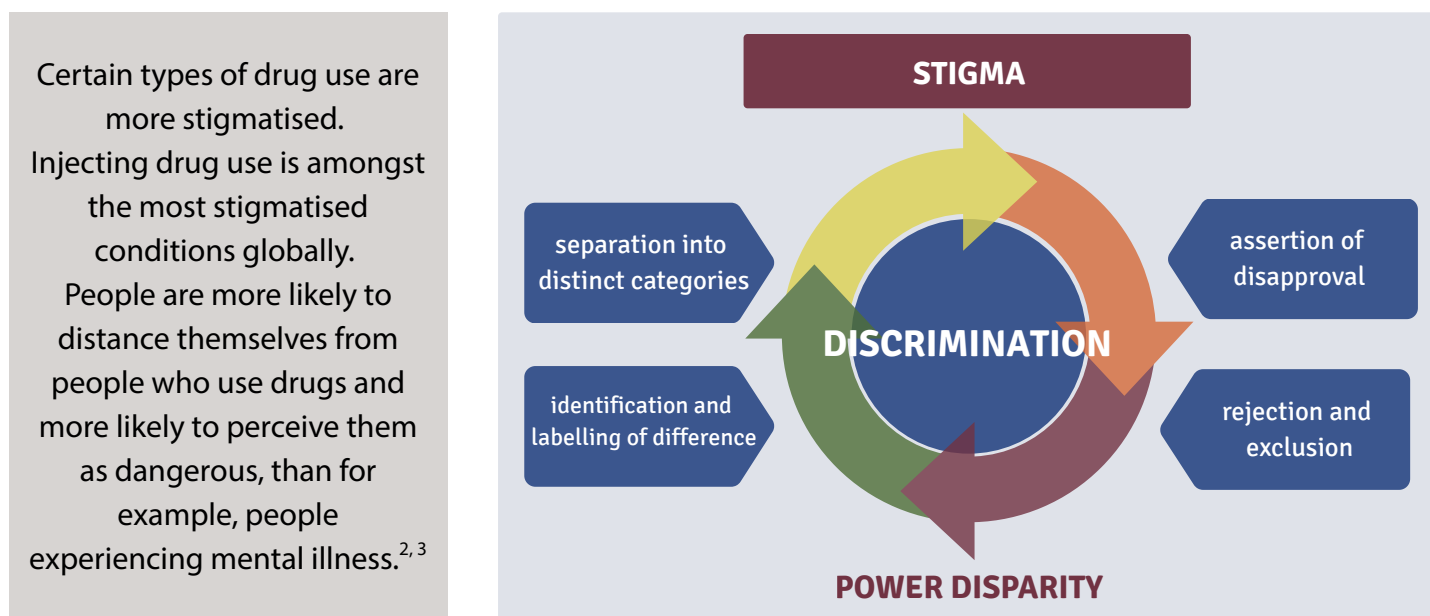 Certain types of drug use are
more stigmatised.
Injecting drug use is amongst
the most stigmatised
conditions globally.
People are more likely to
distance themselves from
people who use drugs and
more likely to perceive them
as dangerous, than for
example, people
experiencing mental illness.2, 3
STIGMA
separation into
distinct categories
assertion of
disapproval
DISCRIMINATION
identification and
labelling of difference
rejection and
exclusion
POWER DISPARITY